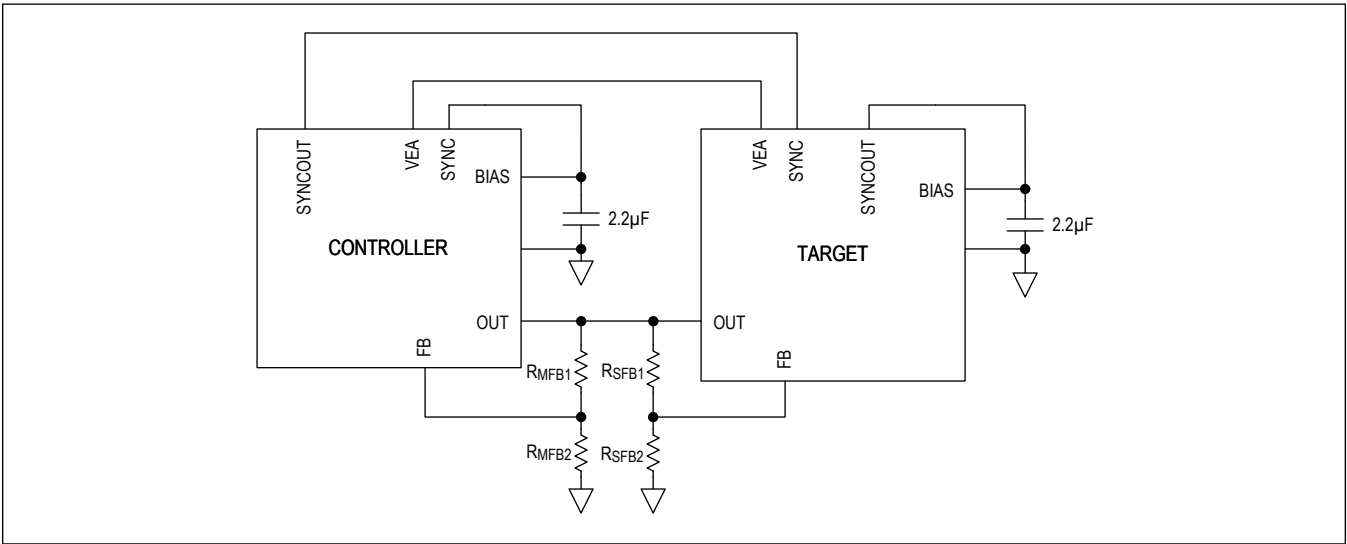 SYNCOUT
VEA
SYNC
BIAS
2.2µF
CONTROLLER
OUT
FB
VEA
SYNC
SYNCOUT
BIAS
2.2µF
TARGET
OUT
FB
RMFB1
RSFB1
RMFB2
RSFB2